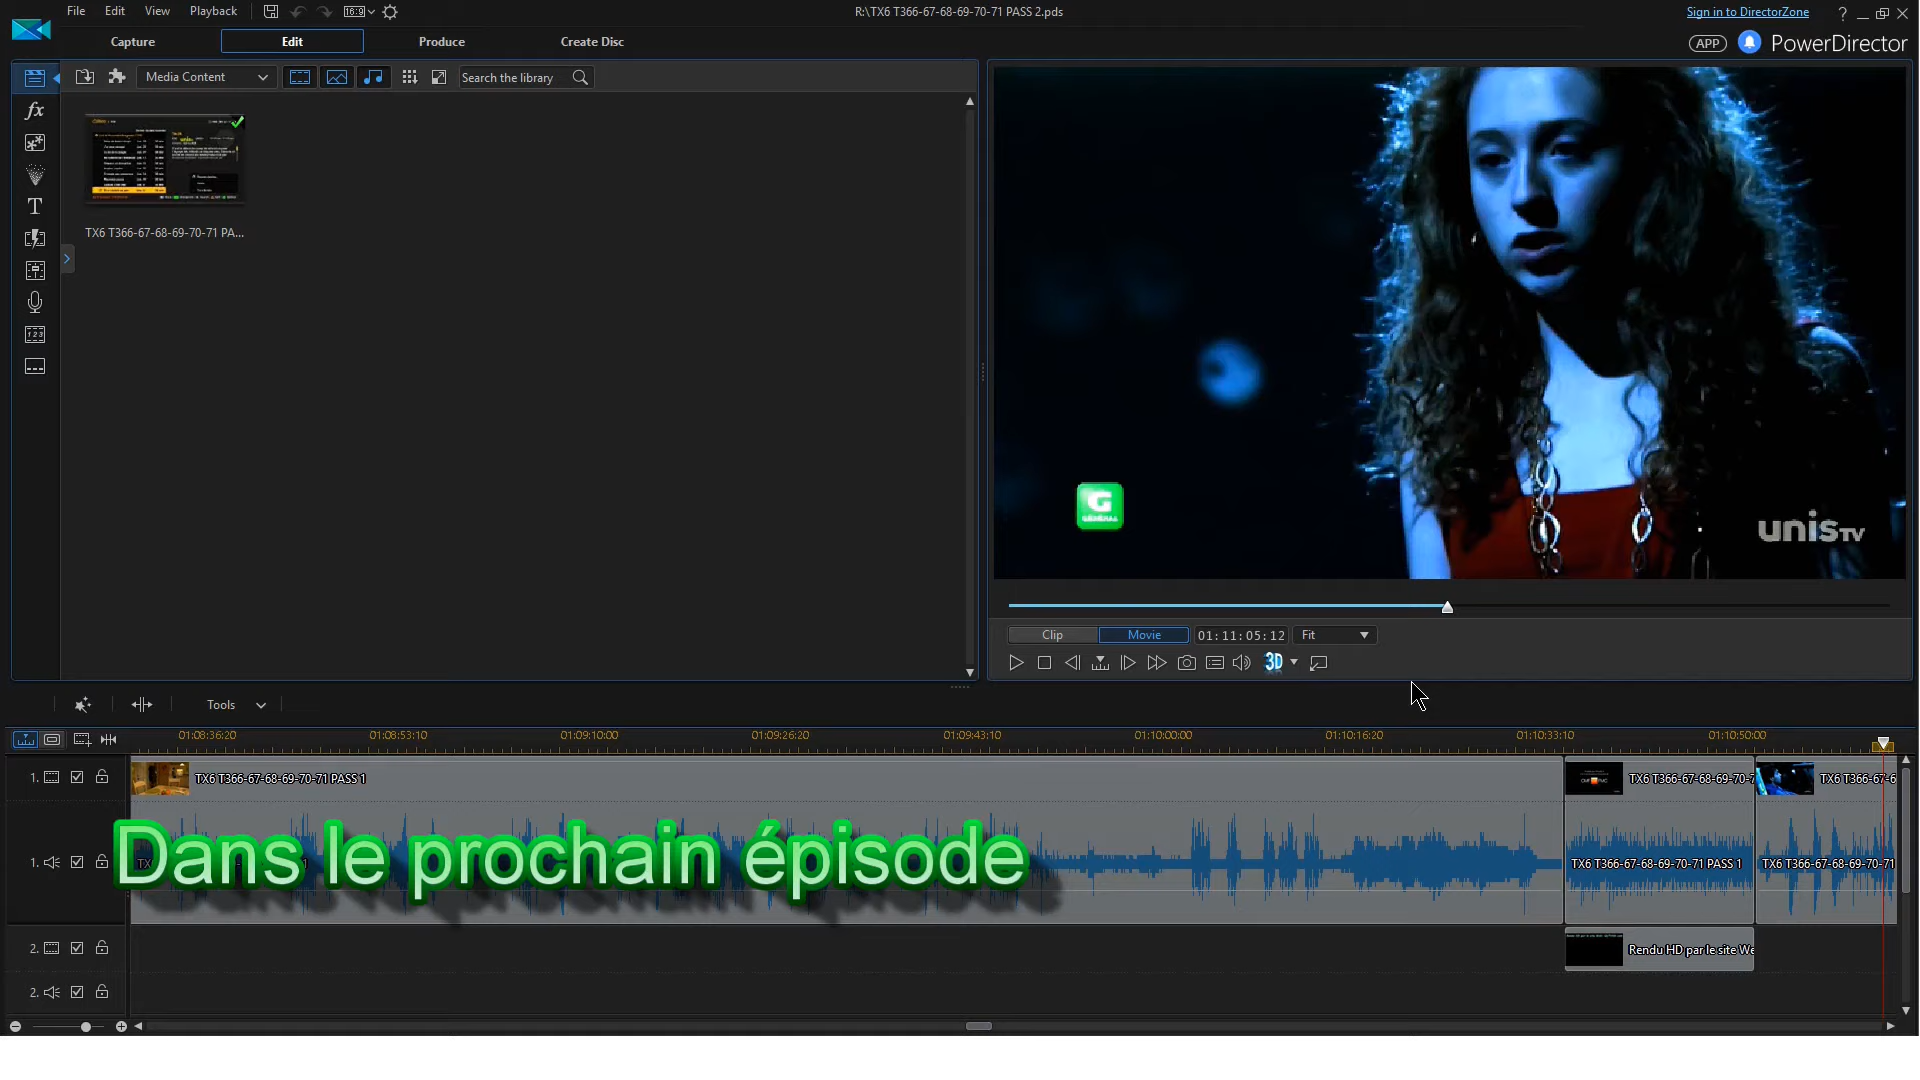 File Edit View Playback
16:9
R:\TX6 T366-67-68-69-70-71 PASS 2.pds
Sign in to DirectorZone
?
Capture Edit Produce Create Disc
APP PowerDirector
Media Content
Search the library
fx
T
TX6 T366-67-68-69-70-71 PA...
G
GENERAL
unis TV
Clip Movie 01:11:05:12 Fit
3D
Tools
01:08:36:20 01:08:53:10 01:09:10:00 01:09:26:20 01:09:43:10 01:10:00:00 01:10:16:20 01:10:33:10 01:10:50:00
1. TX6 T366-67-68-69-70-71 PASS 1 TX6 T366-67-68-69-70-7 TX6 T366-67-6
Dans le prochain épisode
1. TX6 T366-67-68-69-70-71 PASS 1 TX6 T366-67-68-69-70-71
2. Rendu HD par le site We
2.